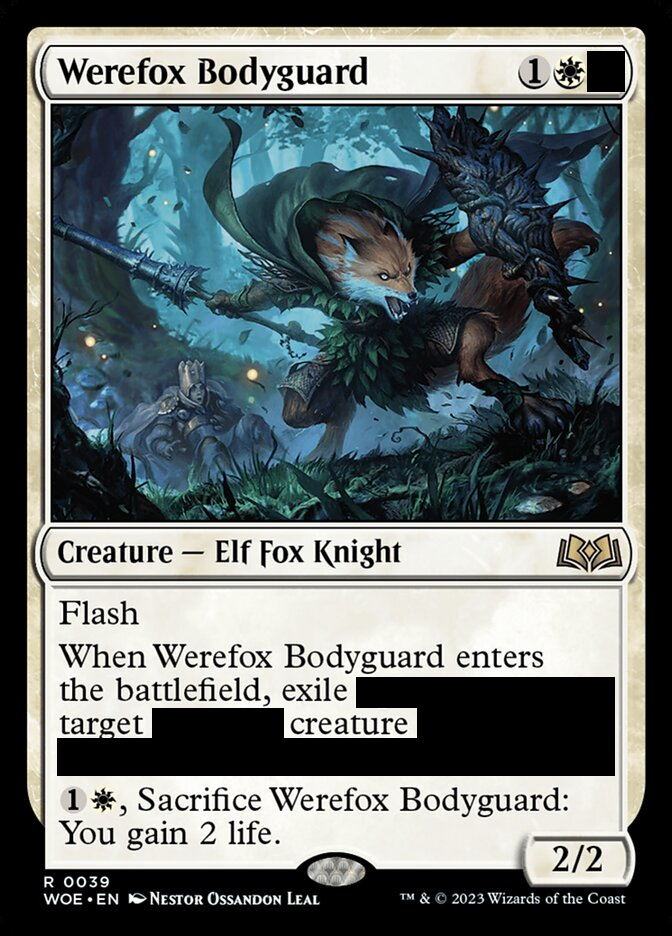 Werefox Bodyguard 1
Creature — Elf Fox Knight
Flash
When Werefox Bodyguard enters
the battlefield, exile
target creature
1, Sacrifice Werefox Bodyguard:
You gain 2 life.
2/2
R 0039
WOE • EN Nestor Ossandon Leal ™ & © 2023 Wizards of the Coast